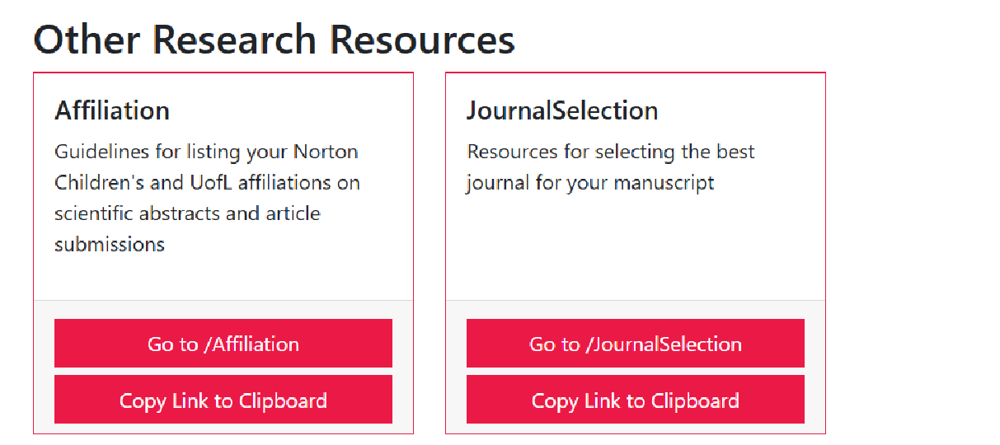 Other Research Resources
Affiliation
Guidelines for listing your Norton
Children's and UofL affiliations on
scientific abstracts and article
submissions
Go to /Affiliation
Copy Link to Clipboard
JournalSelection
Resources for selecting the best
journal for your manuscript
Go to /JournalSelection
Copy Link to Clipboard